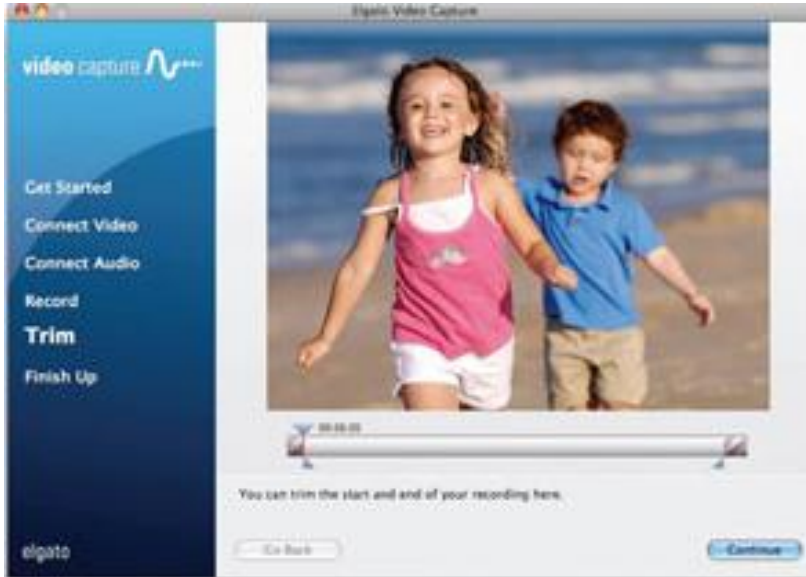 Elgato Video Capture
video capture
Get Started
Connect Video
Connect Audio
Record
Trim
Finish Up
You can trim the start and end of your recording here.
elgato
Go Back
Continue